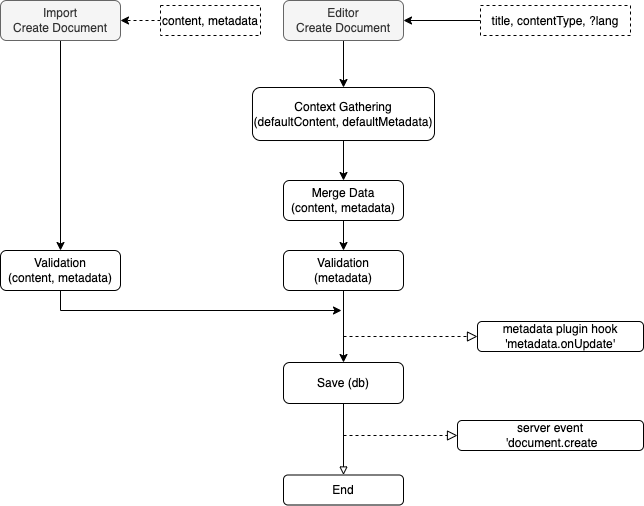 Import
Create Document
content, metadata
Editor
Create Document
title, contentType, ?lang
Context Gathering
(defaultContent, defaultMetadata)
Merge Data
(content, metadata)
Validation
(content, metadata)
Validation
(metadata)
metadata plugin hook
'metadata.onUpdate'
Save (db)
server event
'document.create
End